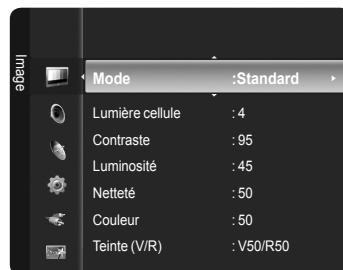 Image
Mode :Standard
Lumière cellule : 4
Contraste : 95
Luminosité : 45
Netteté : 50
Couleur : 50
Teinte (V/R) : V50/R50